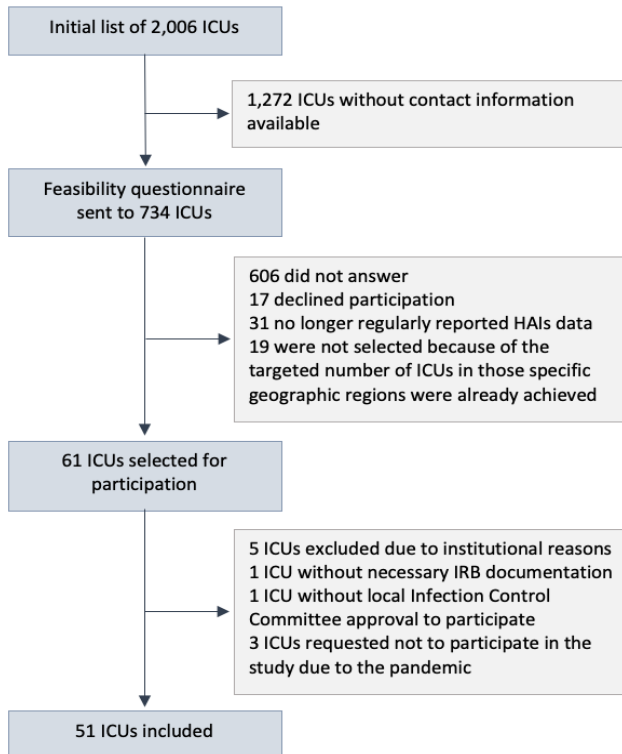 Initial list of 2,006 ICUs
1,272 ICUs without contact information
available
Feasibility questionnaire
sent to 734 ICUs
606 did not answer
17 declined participation
31 no longer regularly reported HAIs data
19 were not selected because of the
targeted number of ICUs in those specific
geographic regions were already achieved
61 ICUs selected for
participation
5 ICUs excluded due to institutional reasons
1 ICU without necessary IRB documentation
1 ICU without local Infection Control
Committee approval to participate
3 ICUs requested not to participate in the
study due to the pandemic
51 ICUs included